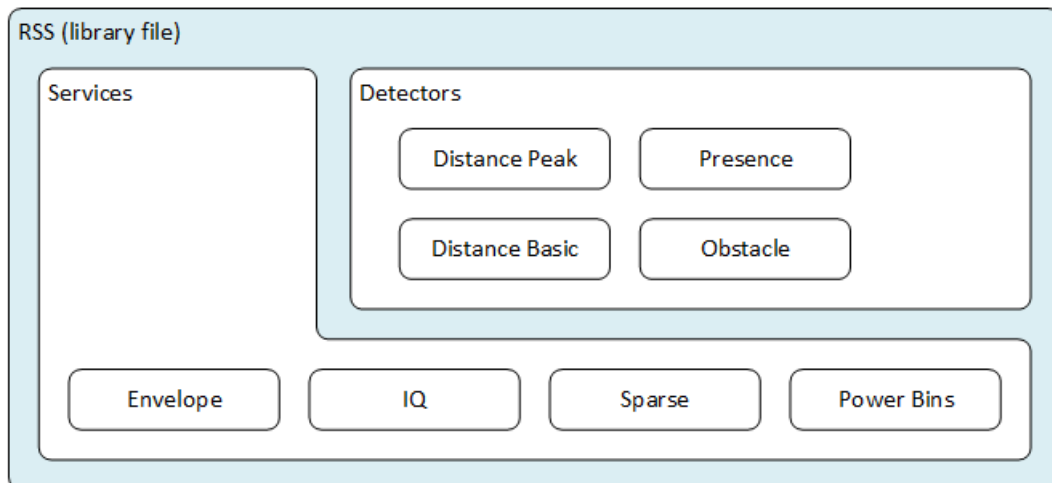 RSS (library file)
Services
Detectors
Distance Peak
Presence
Distance Basic
Obstacle
Envelope
IQ
Sparse
Power Bins